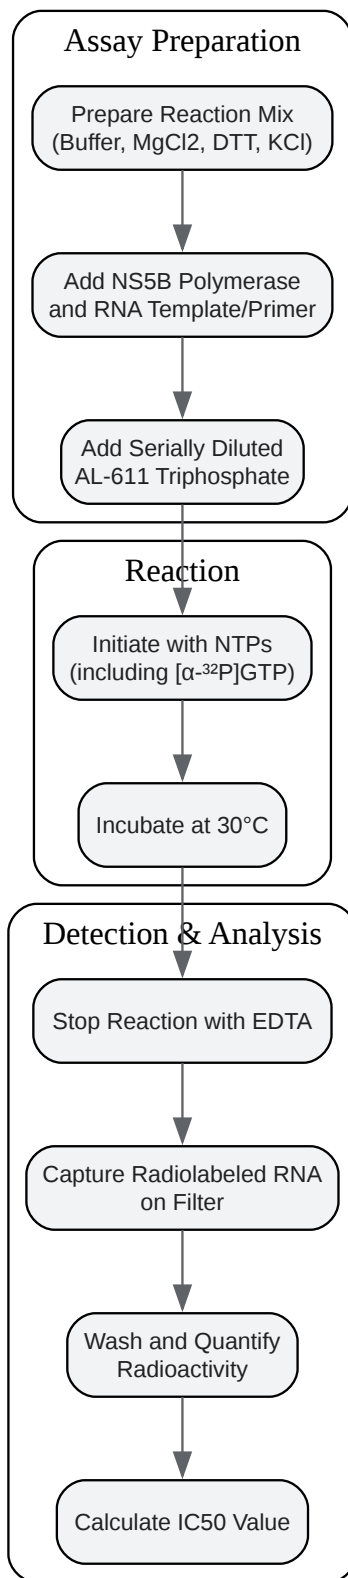 Assay Preparation
Prepare Reaction Mix
(Buffer, MgCl2, DTT, KCl)
Add NS5B Polymerase
and RNA Template/Primer
Add Serially Diluted
AL-611 Triphosphate
Reaction
Initiate with NTPs
(including [α-³²P]GTP)
Incubate at 30°C
Detection & Analysis
Stop Reaction with EDTA
Capture Radiolabeled RNA
on Filter
Wash and Quantify
Radioactivity
Calculate IC50 Value